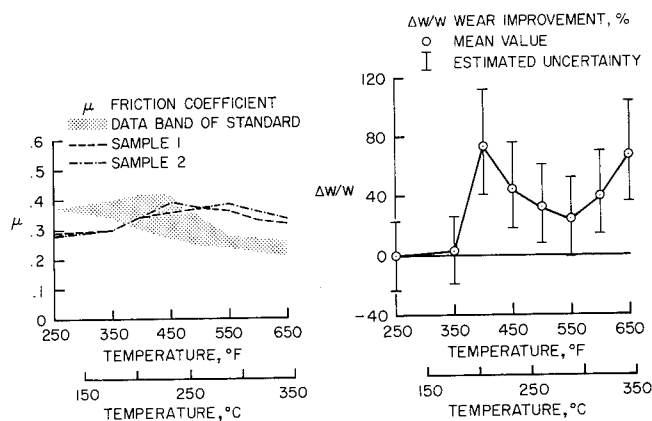 μ FRICTION COEFFICIENT
DATA BAND OF STANDARD
SAMPLE 1
SAMPLE 2
.6
.5
.4
.3
.2
.1
0
μ
250 350 450 550 650
TEMPERATURE, °F
150 250 350
TEMPERATURE, °C
ΔW/W WEAR IMPROVEMENT, %
MEAN VALUE
ESTIMATED UNCERTAINTY
120
80
40
0
-40
ΔW/W
250 350 450 550 650
TEMPERATURE, °F
150 250 350
TEMPERATURE, °C